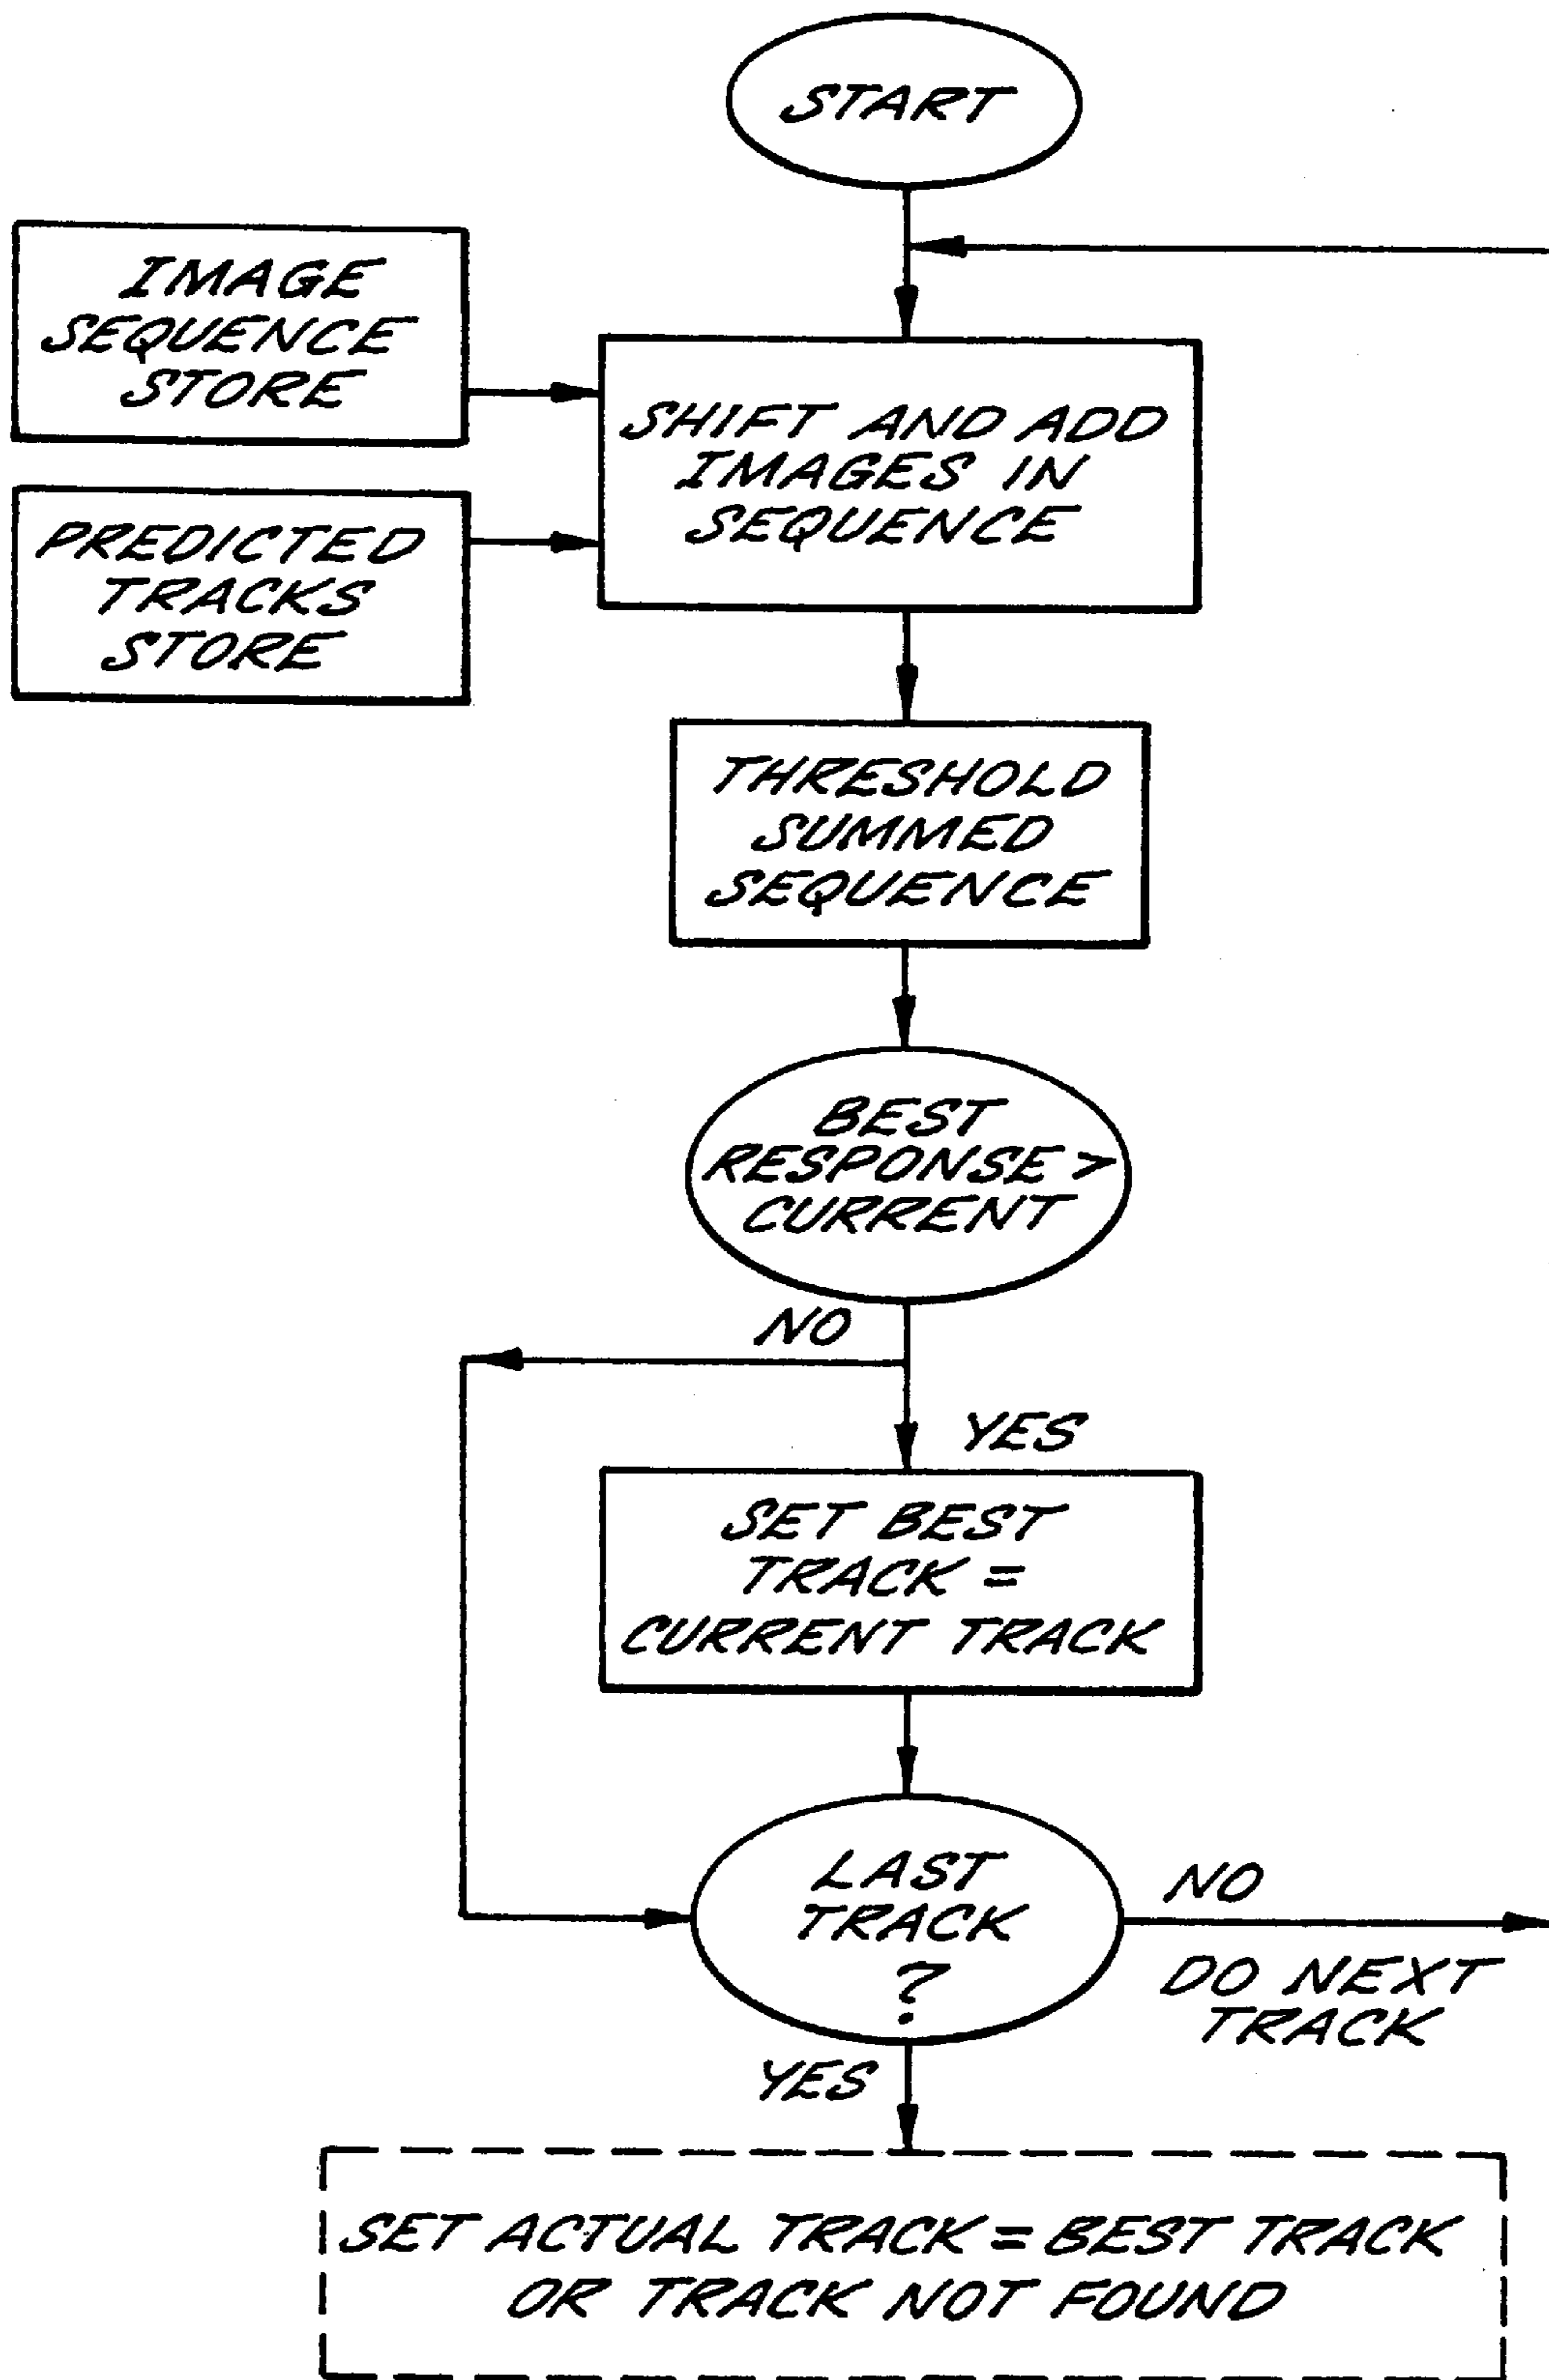 START
IMAGE
SEQUENCE
STORE
SHIFT AND ADD
IMAGES IN
SEQUENCE
PREDICTED
TRACKS
STORE
THRESHOLD
SUMMED
SEQUENCE
BEST
RESPONSE >
CURRENT
NO
YES
SET BEST
TRACK =
CURRENT TRACK
LAST
TRACK
?
NO
DO NEXT
TRACK
YES
SET ACTUAL TRACK = BEST TRACK
OR TRACK NOT FOUND